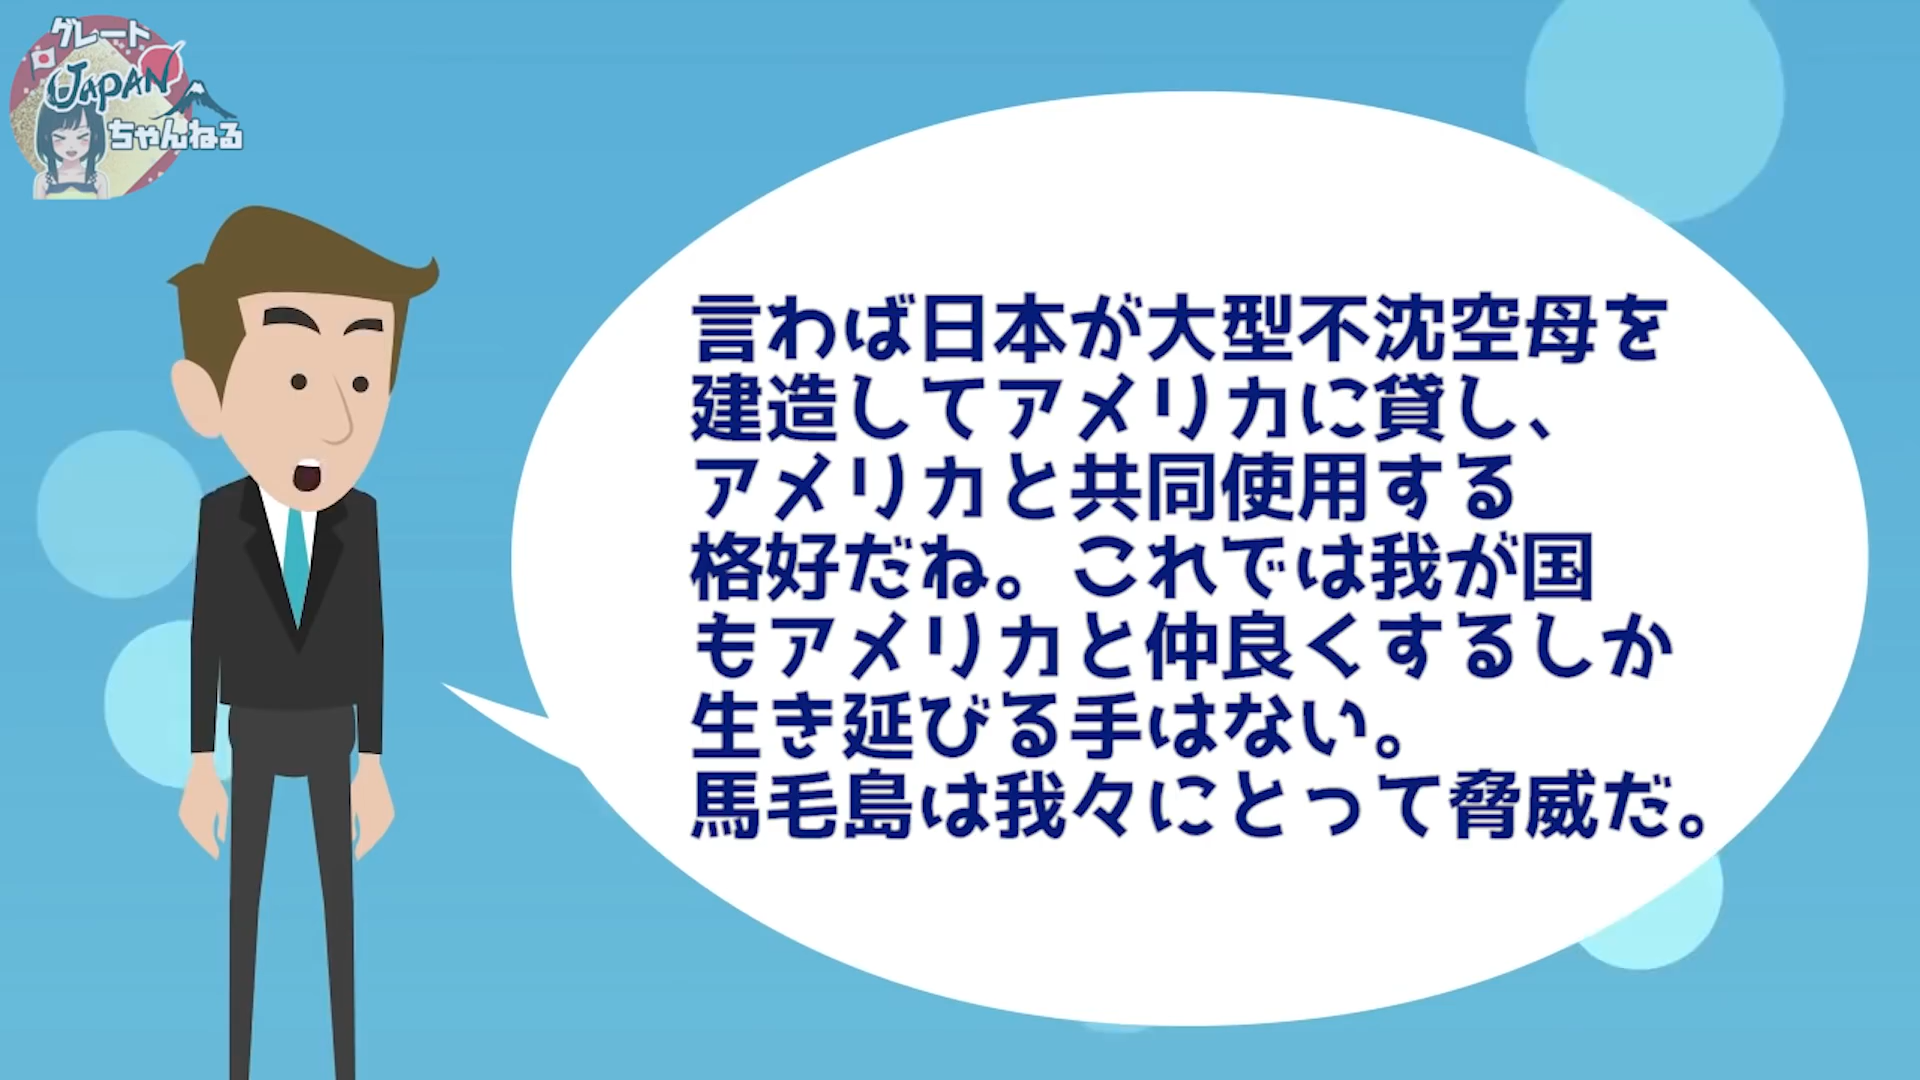 グレート
JAPAN
ちゃんねる
言わば日本が大型不沈空母を
建造してアメリカに貸し、
アメリカと共同使用する
格好だね。これでは我が国
もアメリカと仲良くするしか
生き延びる手はない。
馬毛島は我々にとって脅威だ。